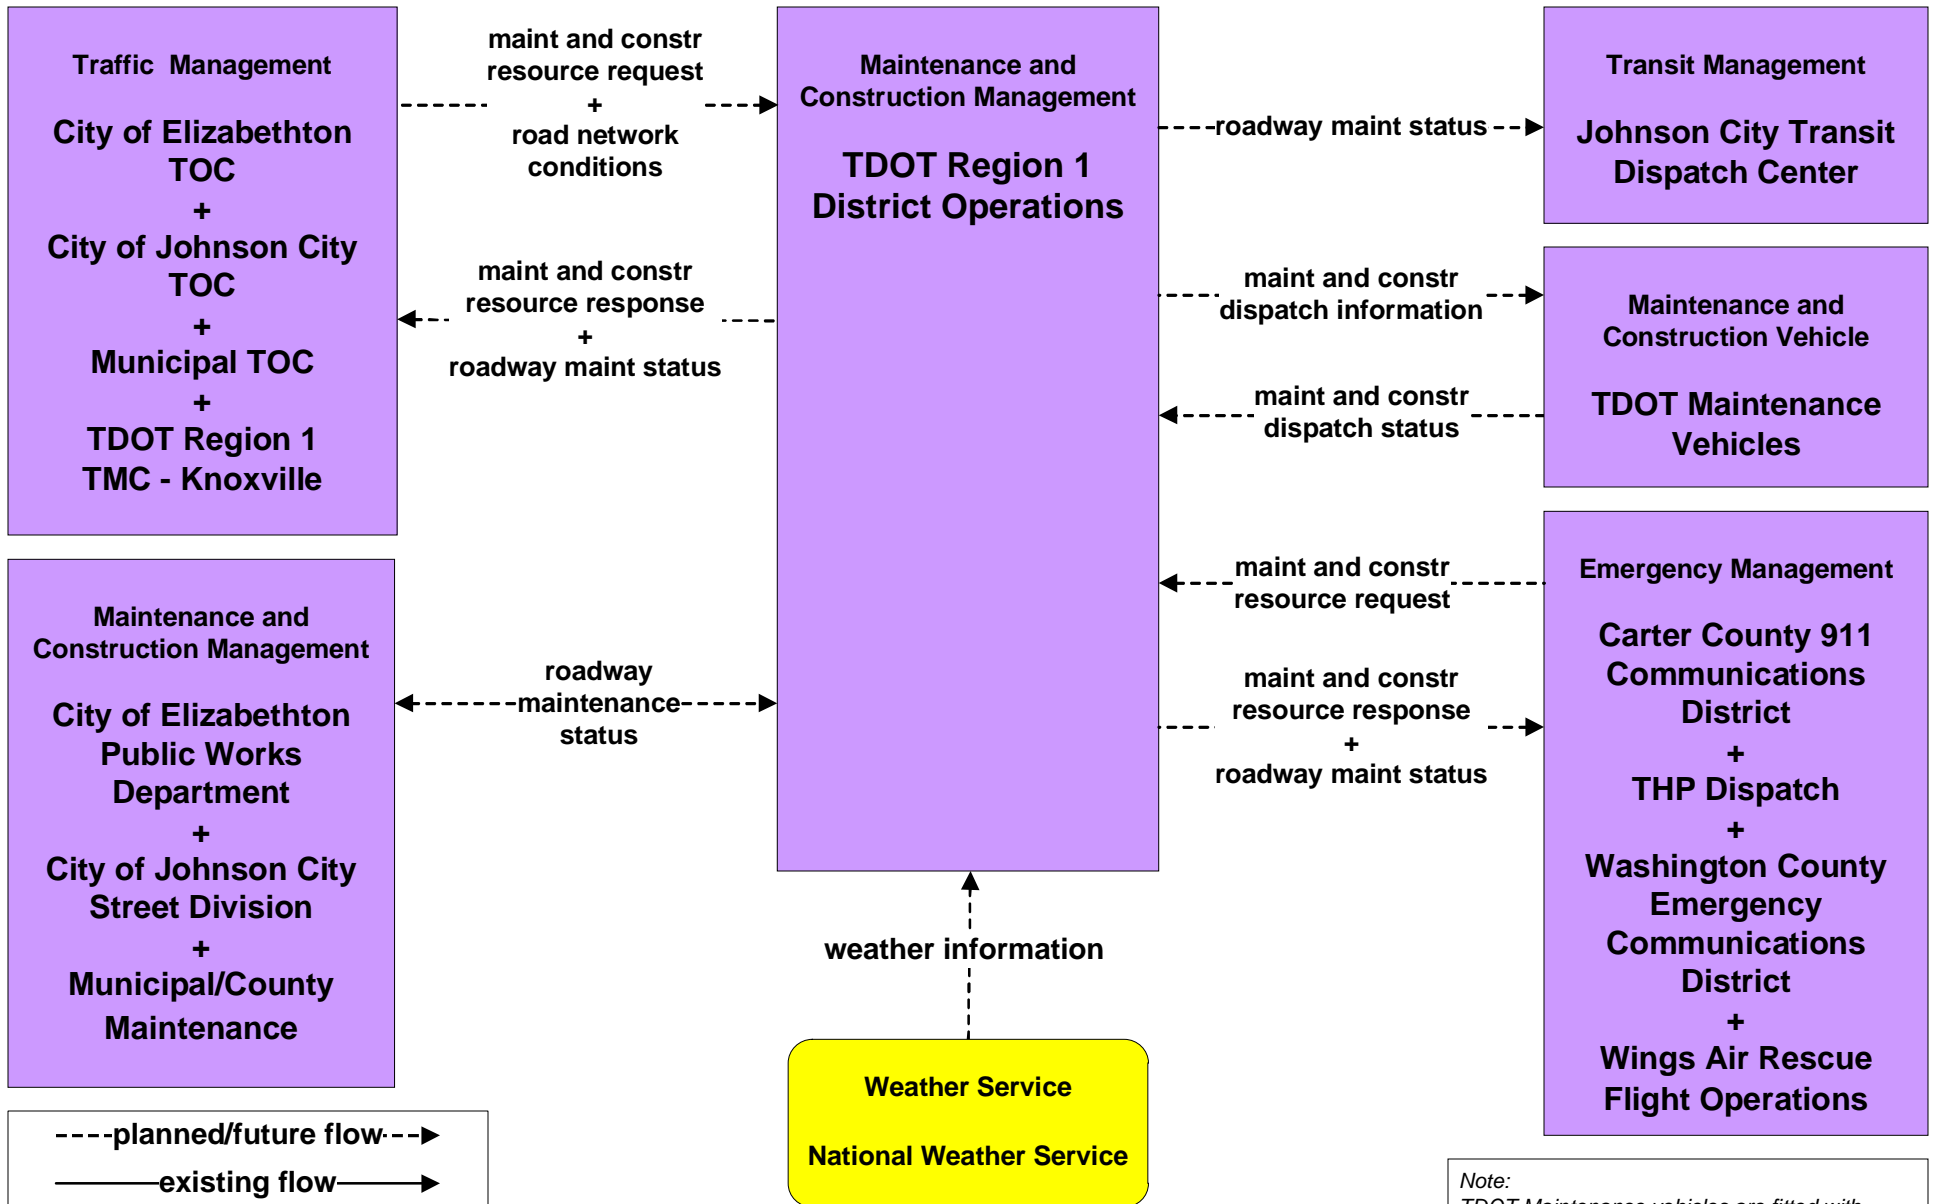 Traffic Management
City of Elizabethton
TOC
+
City of Johnson City
TOC
+
Municipal TOC
+
TDOT Region 1
TMC - Knoxville
maint and constr
resource request
+
road network
conditions
maint and constr
resource response
+
roadway maint status
Maintenance and
Construction Management
TDOT Region 1
District Operations
roadway maint status
Transit Management
Johnson City Transit
Dispatch Center
maint and constr
dispatch information
maint and constr
dispatch status
Maintenance and
Construction Vehicle
TDOT Maintenance
Vehicles
maint and constr
resource request
maint and constr
resource response
+
roadway maint status
Emergency Management
Carter County 911
Communications
District
+
THP Dispatch
+
Washington County
Emergency
Communications
District
+
Wings Air Rescue
Flight Operations
Maintenance and
Construction Management
City of Elizabethton
Public Works
Department
+
City of Johnson City
Street Division
+
Municipal/County
Maintenance
roadway
maintenance
status
weather information
Weather Service
National Weather Service
planned/future flow
existing flow
Note:
TDOT Maintenance vehicles are fitted with